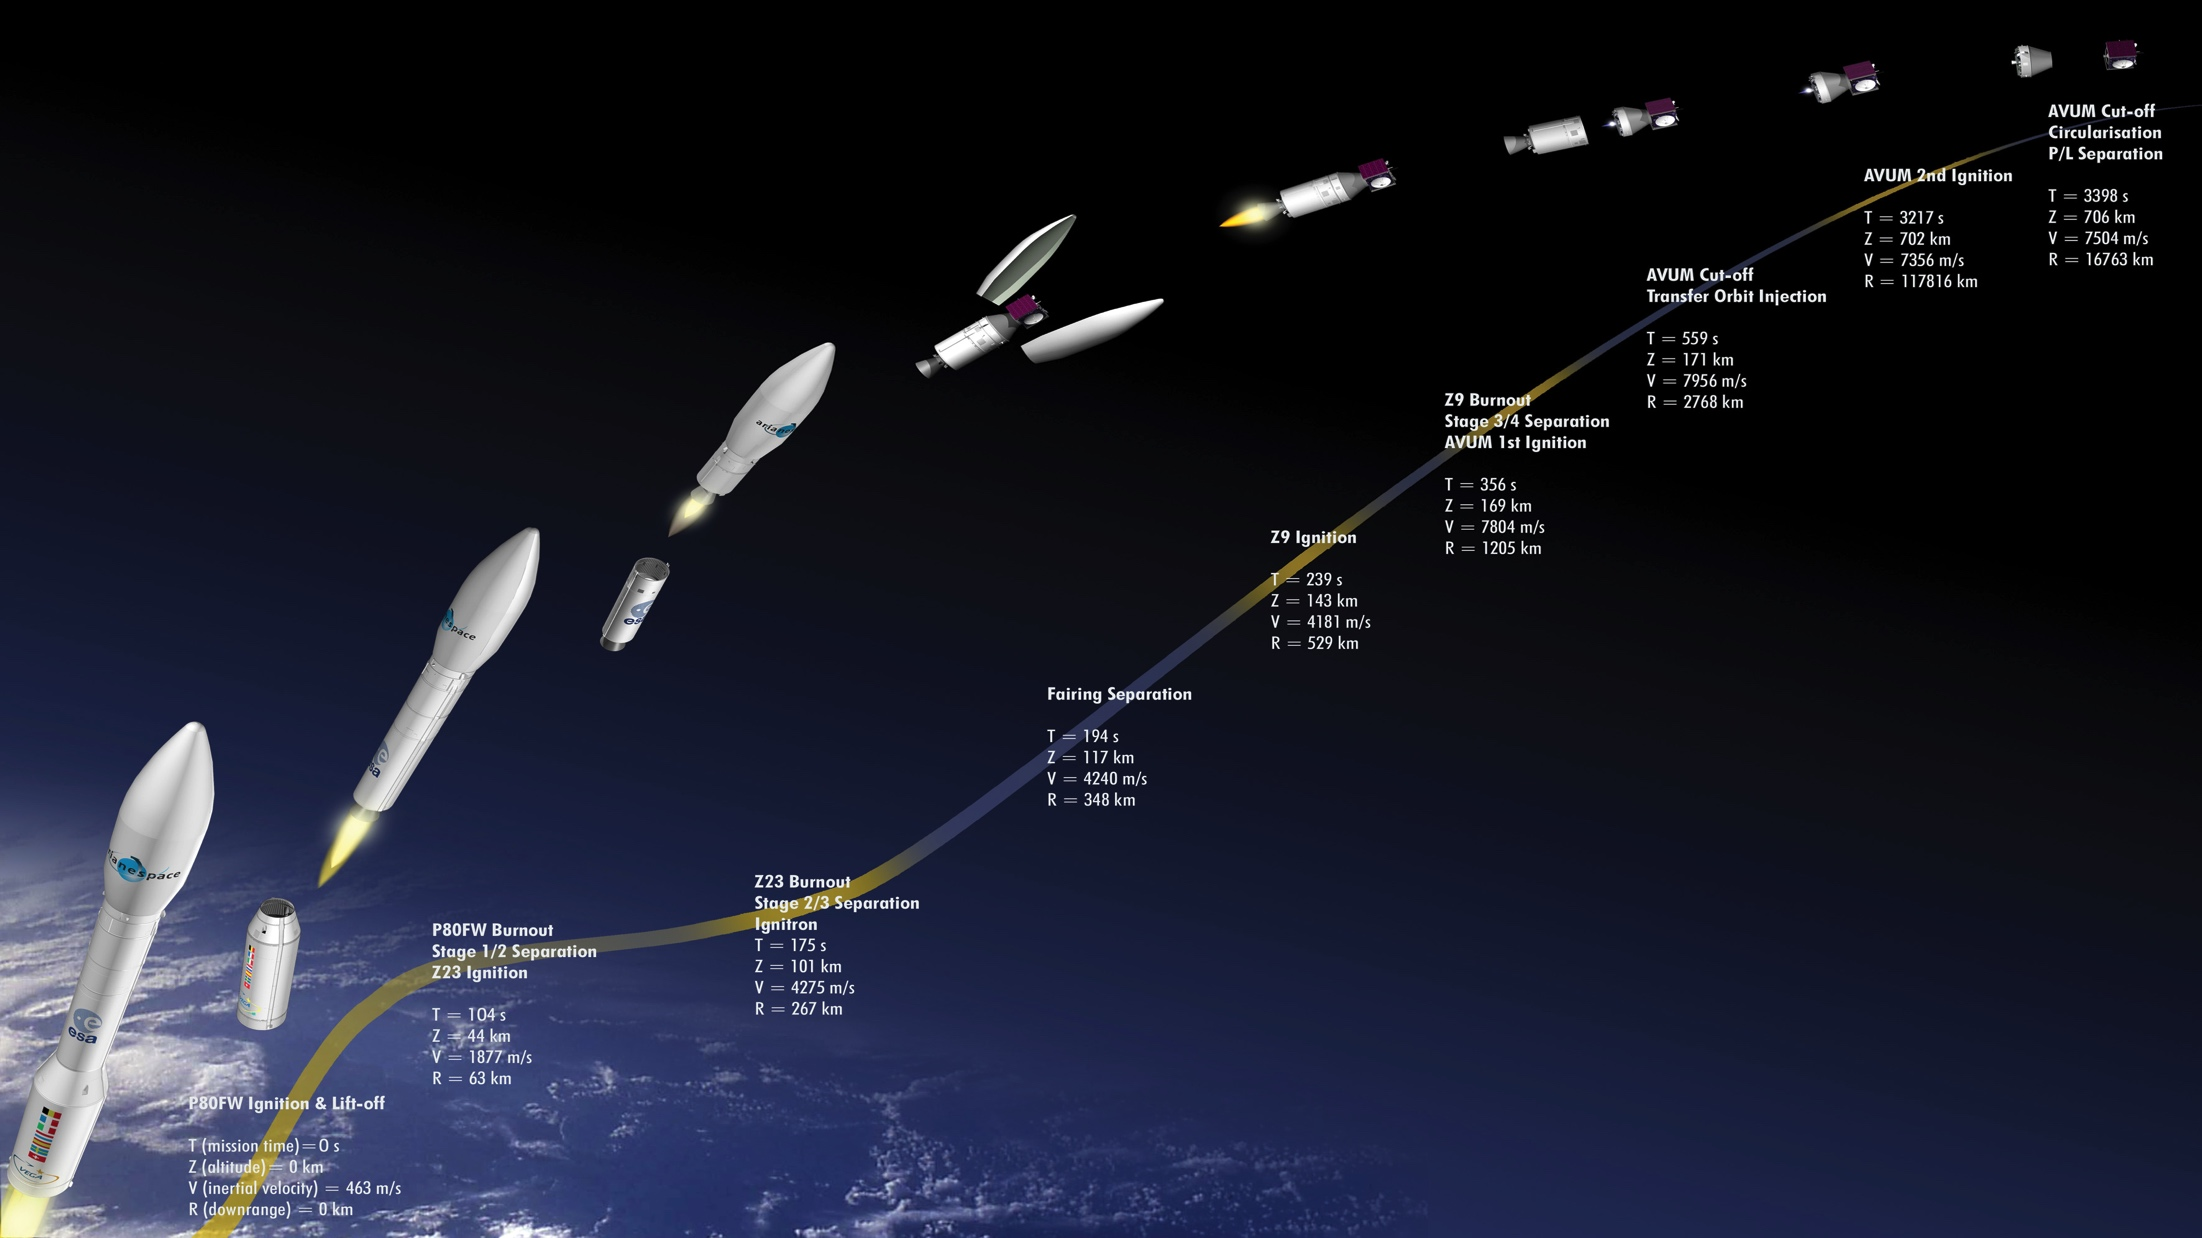 P80FW Ignition & Lift-off
T (mission time) = 0 s
Z (altitude) = 0 km
V (inertial velocity) = 463 m/s
R (downrange) = 0 km
P80FW Burnout
Stage 1/2 Separation
Z23 Ignition
T = 104 s
Z = 44 km
V = 1877 m/s
R = 63 km
Z23 Burnout
Stage 2/3 Separation
Ignitron
T = 175 s
Z = 101 km
V = 4275 m/s
R = 267 km
Fairing Separation
T = 194 s
Z = 117 km
V = 4240 m/s
R = 348 km
Z9 Ignition
T = 239 s
Z = 143 km
V = 4181 m/s
R = 529 km
Z9 Burnout
Stage 3/4 Separation
AVUM 1st Ignition
T = 356 s
Z = 169 km
V = 7804 m/s
R = 1205 km
AVUM Cut-off
Transfer Orbit Injection
T = 559 s
Z = 171 km
V = 7956 m/s
R = 2768 km
AVUM 2nd Ignition
T = 3217 s
Z = 702 km
V = 7356 m/s
R = 117816 km
AVUM Cut-off
Circularisation
P/L Separation
T = 3398 s
Z = 706 km
V = 7504 m/s
R = 16763 km
arianespace
esa
VEGA